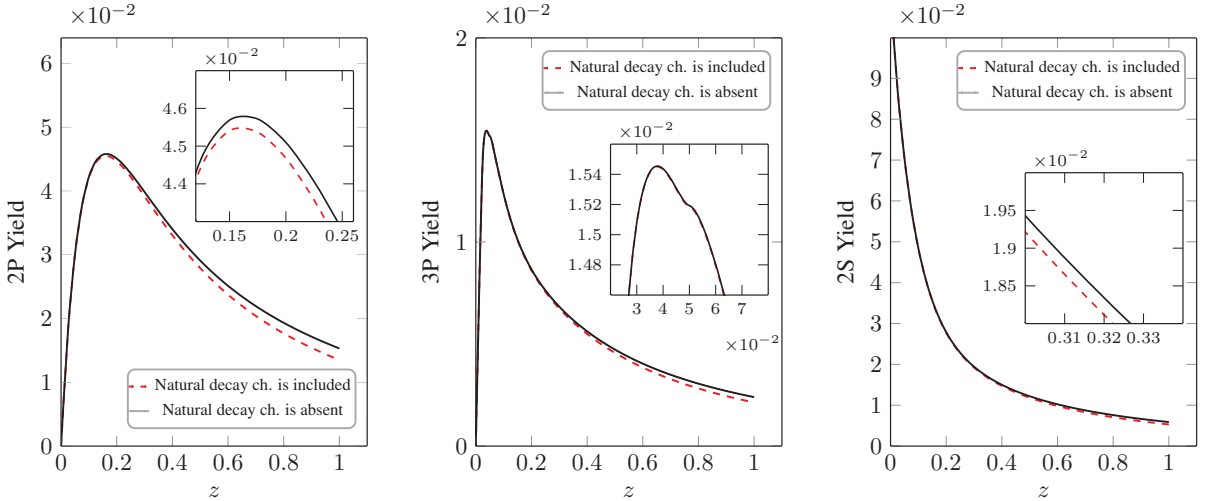 ×10−2
2P Yield
6
5
4
3
2
1
0
0 0.2 0.4 0.6 0.8 1
z
×10−2
4.6
4.4
0.15 0.2 0.25
Natural decay ch. is included
Natural decay ch. is absent
×10−2
3P Yield
2
1
0
0 0.2 0.4 0.6 0.8 1
z
Natural decay ch. is included
Natural decay ch. is absent
×10−2
1.54
1.52
1.5
1.48
3 4 5 6 7
×10−2
×10−2
2S Yield
9
8
7
6
5
4
3
2
1
0
0 0.2 0.4 0.6 0.8 1
z
Natural decay ch. is included
Natural decay ch. is absent
×10−2
1.95
1.9
1.85
0.31 0.32 0.33